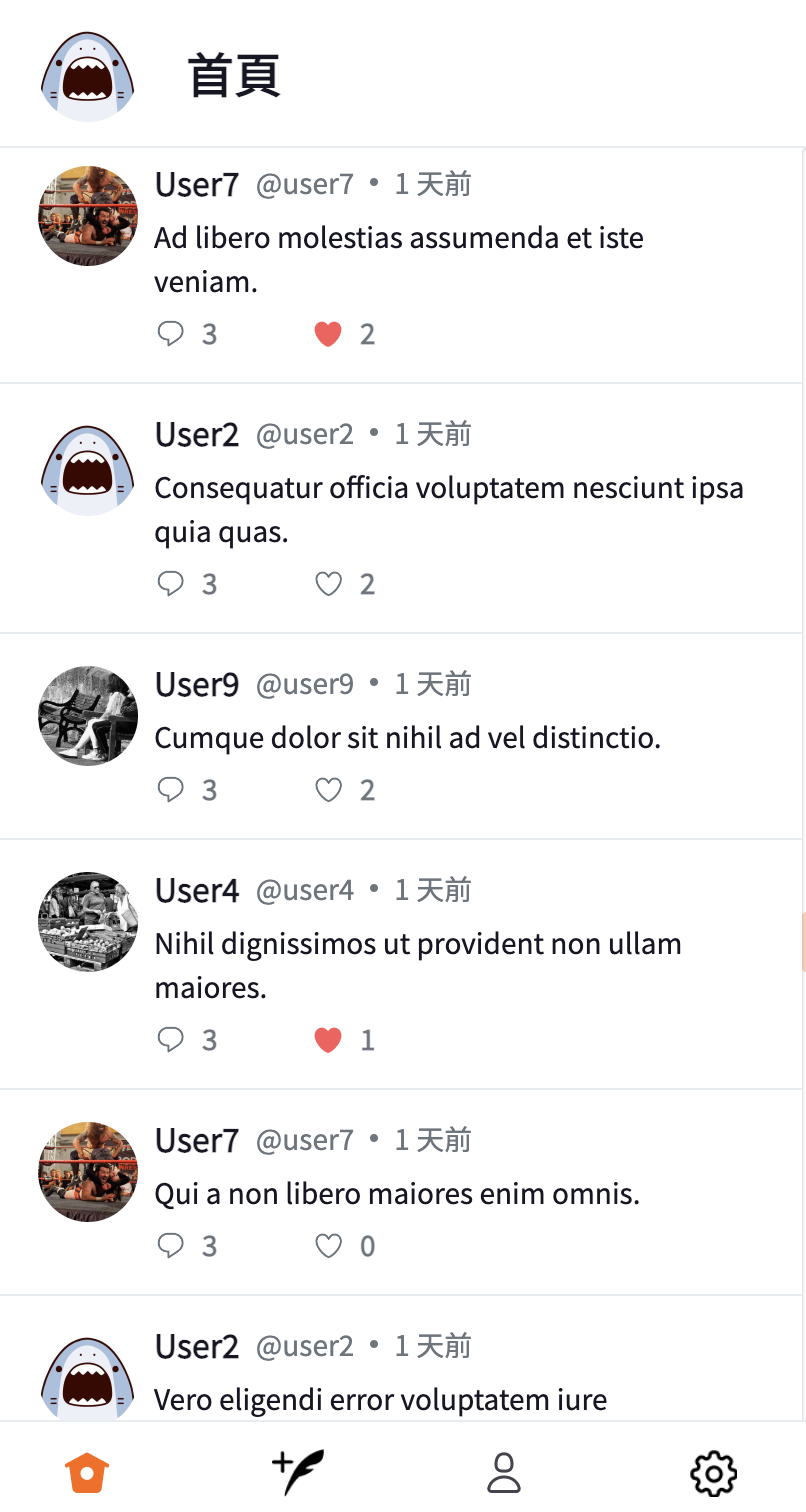 首頁
User7 @user7 • 1 天前
Ad libero molestias assumenda et iste
veniam.
3 2
User2 @user2 • 1 天前
Consequatur officia voluptatem nesciunt ipsa
quia quas.
3 2
User9 @user9 • 1 天前
Cumque dolor sit nihil ad vel distinctio.
3 2
User4 @user4 • 1 天前
Nihil dignissimos ut provident non ullam
maiores.
3 1
User7 @user7 • 1 天前
Qui a non libero maiores enim omnis.
3 0
User2 @user2 • 1 天前
Vero eligendi error voluptatem iure